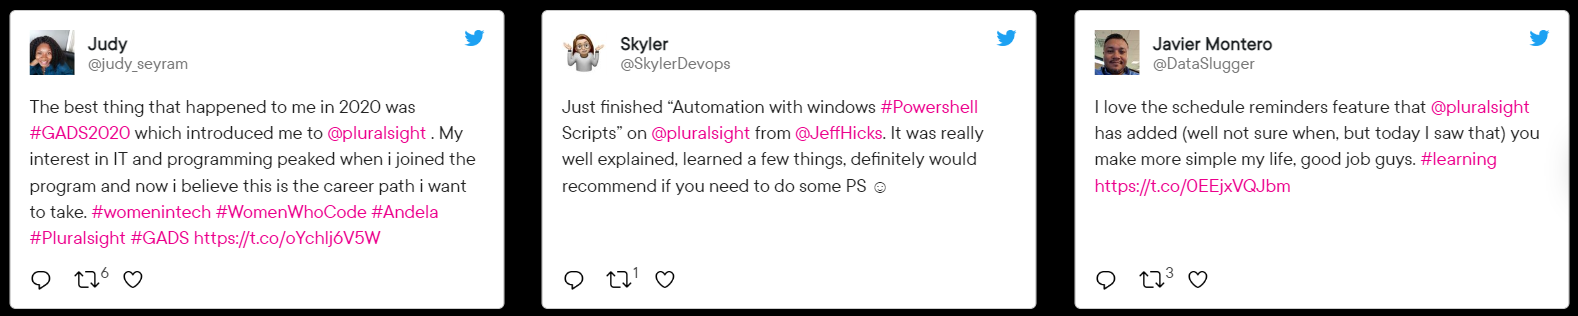 Judy
@judy_seyram
The best thing that happened to me in 2020 was
#GADS2020 which introduced me to @pluralsight . My
interest in IT and programming peaked when i joined the
program and now i believe this is the career path i want
to take. #womenintech #WomenWhoCode #Andela
#Pluralsight #GADS https://t.co/oYchlj6V5W
6
Skyler
@SkylerDevops
Just finished “Automation with windows #Powershell
Scripts” on @pluralsight from @JeffHicks. It was really
well explained, learned a few things, definitely would
recommend if you need to do some PS ☺
1
Javier Montero
@DataSlugger
I love the schedule reminders feature that @pluralsight
has added (well not sure when, but today I saw that) you
make more simple my life, good job guys. #learning
https://t.co/0EEjxVQJbm
3